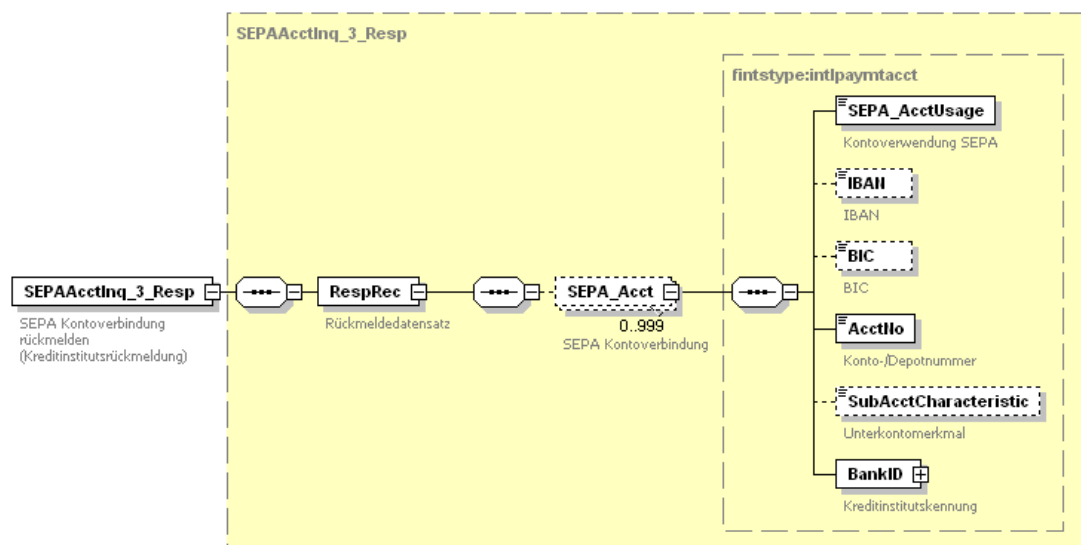 SEPAAcctInq_3_Resp
fintstype:intlpaymtacct
SEPA_AcctUsage
Kontoverwendung SEPA
IBAN
IBAN
BIC
BIC
SEPAAcctInq_3_Resp
SEPA Kontoverbindung
rückmelden
(Kreditinstitutsrückmeldung)
RespRec
Rückmeldedatensatz
SEPA_Acct
0..999
SEPA Kontoverbindung
AcctNo
Konto-/Depotnummer
SubAcctCharacteristic
Unterkontomerkmal
BankID
Kreditinstitutskennung